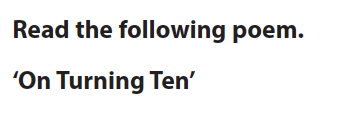 Read the following poem.
‘On Turning Ten’